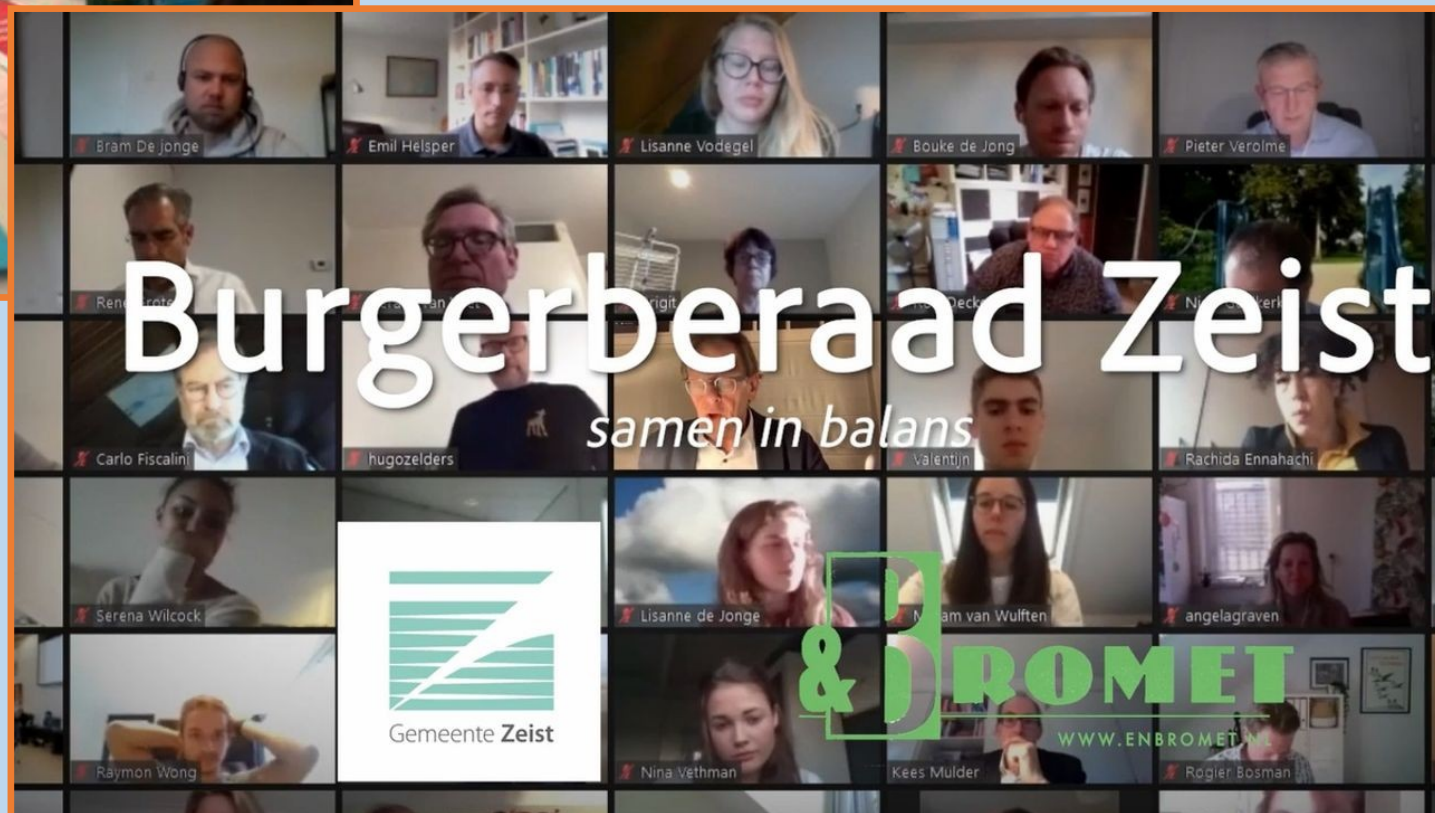 Bram De jonge
Emil Helsper
Lisanne Vodegel
Bouke de Jong
Pieter Verolme
Burgerberaad Zeist
samen in balans
Carlo Fiscalini
hugozelders
Valentijn
Rachida Ennahachi
Serena Wilcock
Lisanne de Jonge
van Wulften
angelagraven
Gemeente Zeist
&BROMET
WWW.ENBROMET.NL
Raymon Wong
Nina Vethman
Kees Mulder
Rogier Bosman